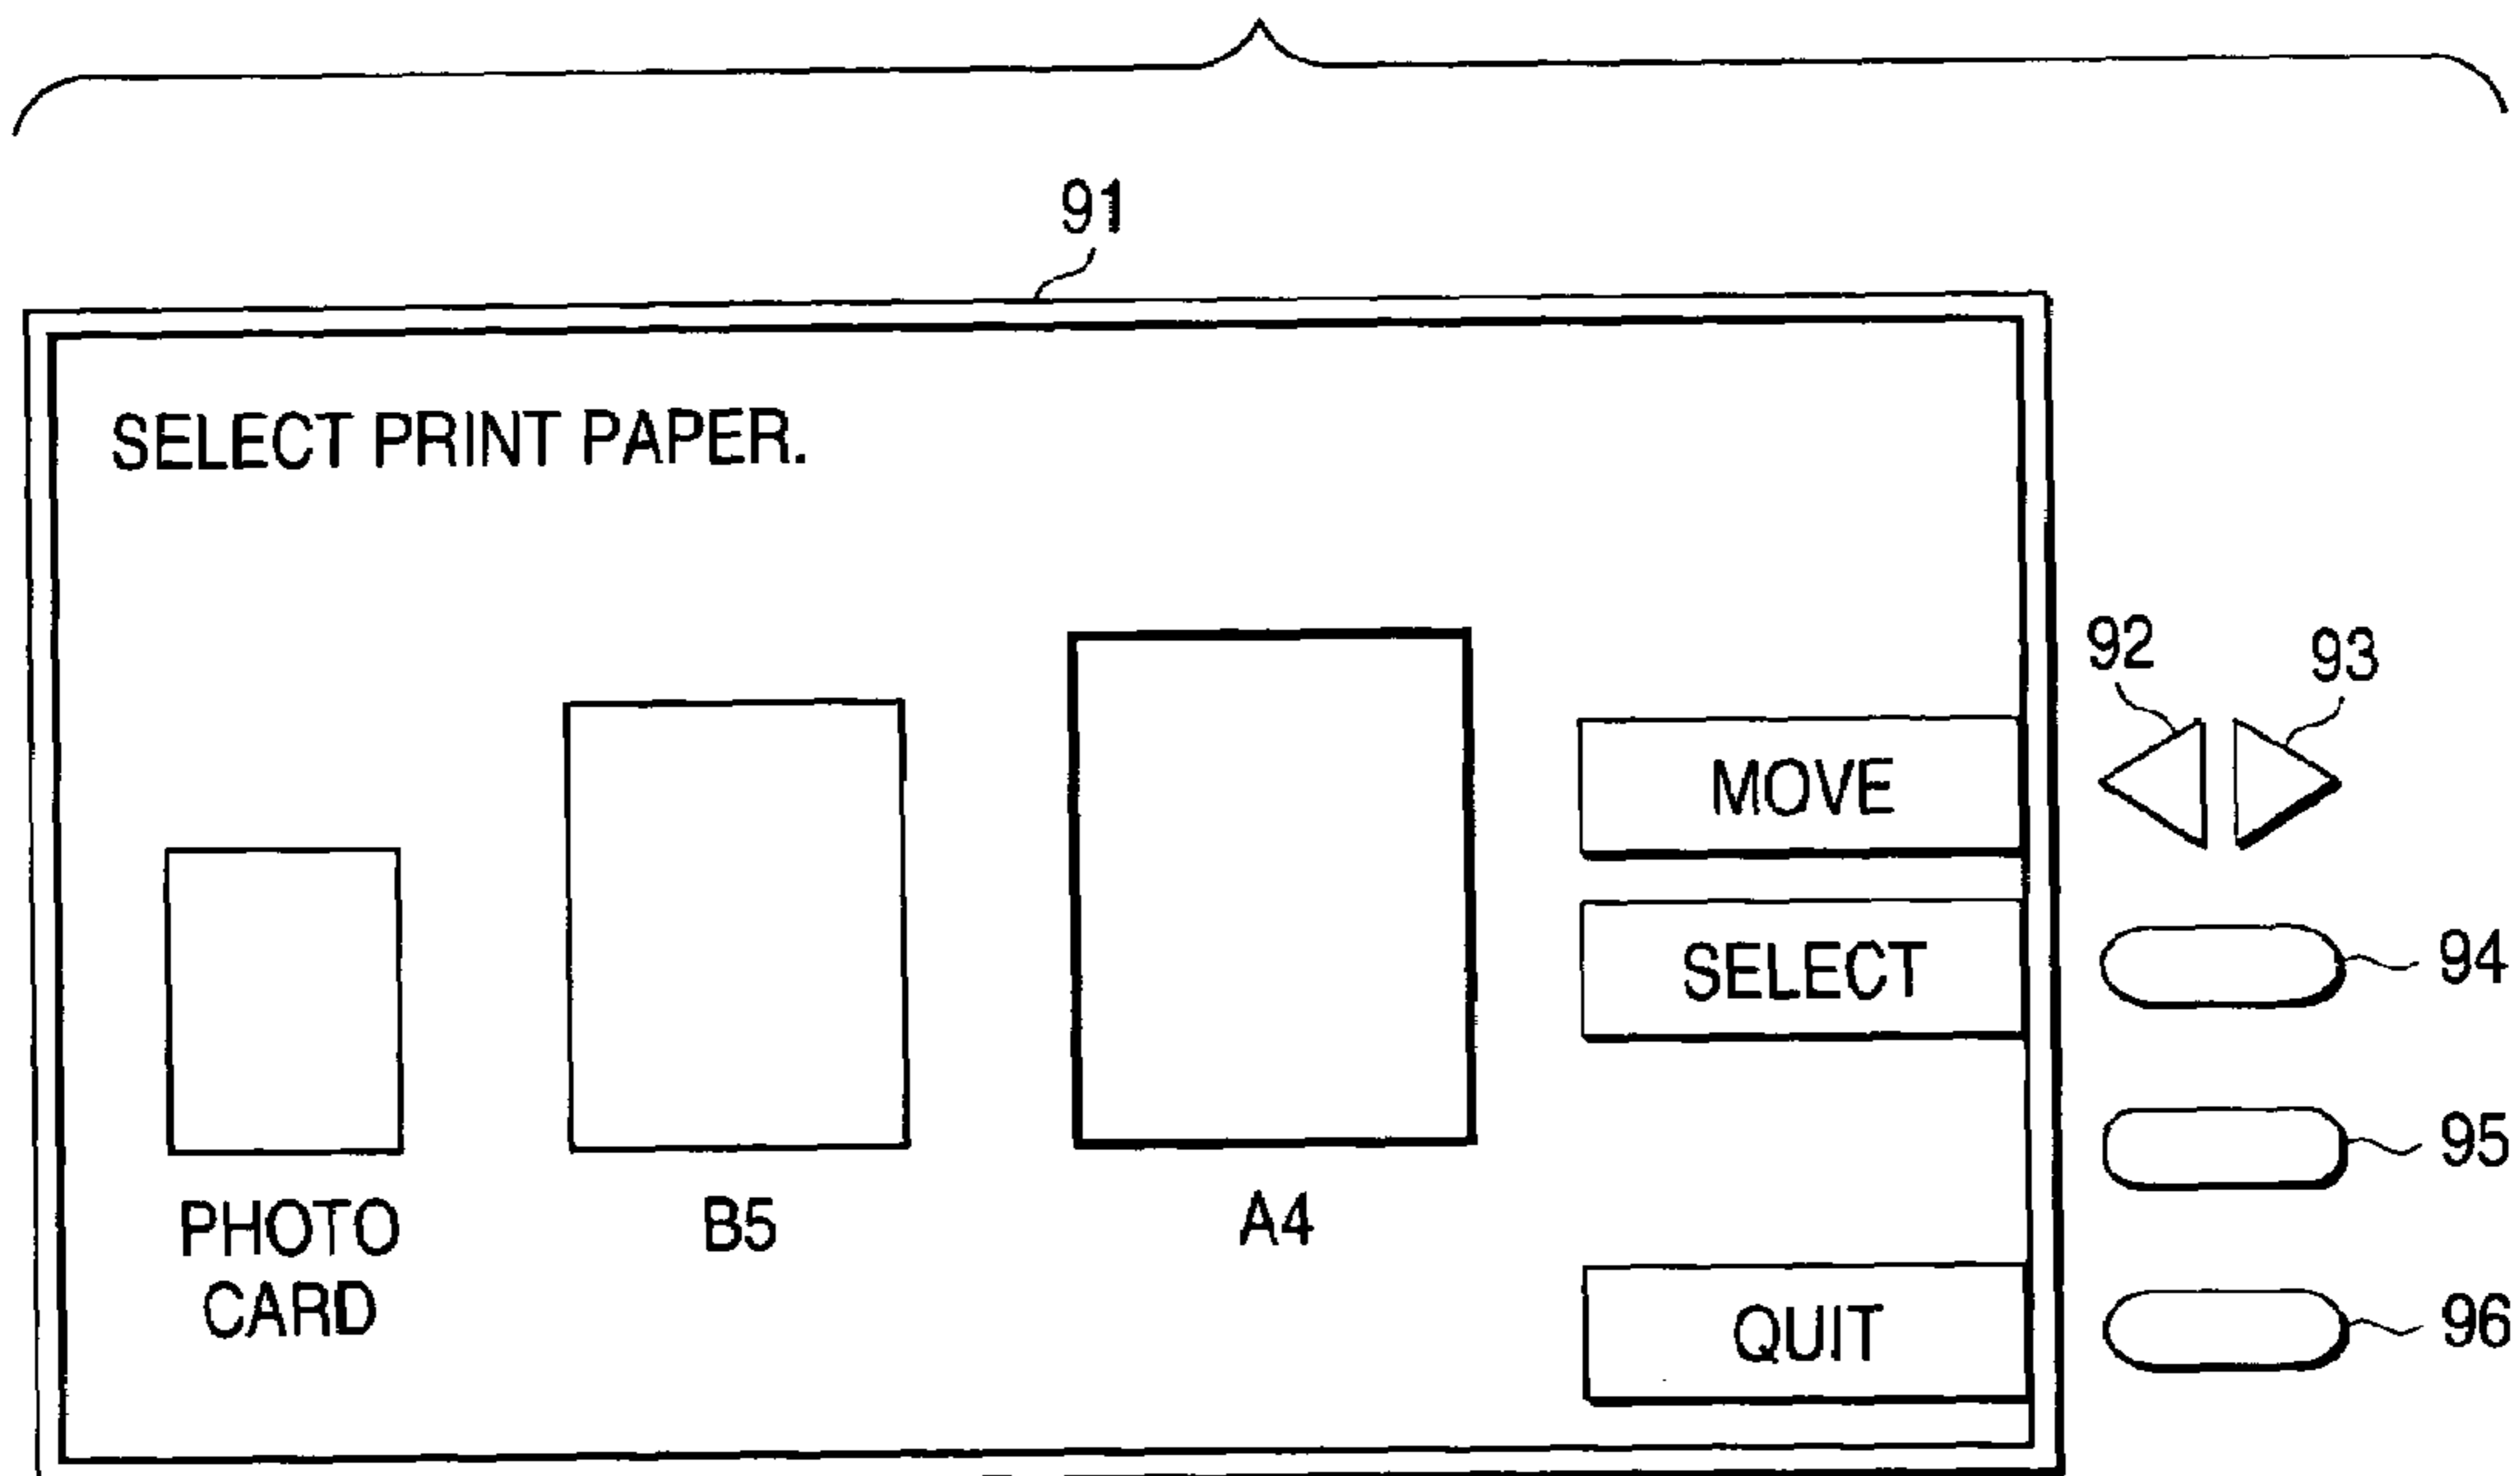 91
SELECT PRINT PAPER.
92
93
MOVE
SELECT
94
95
PHOTO
CARD
B5
A4
QUIT
96